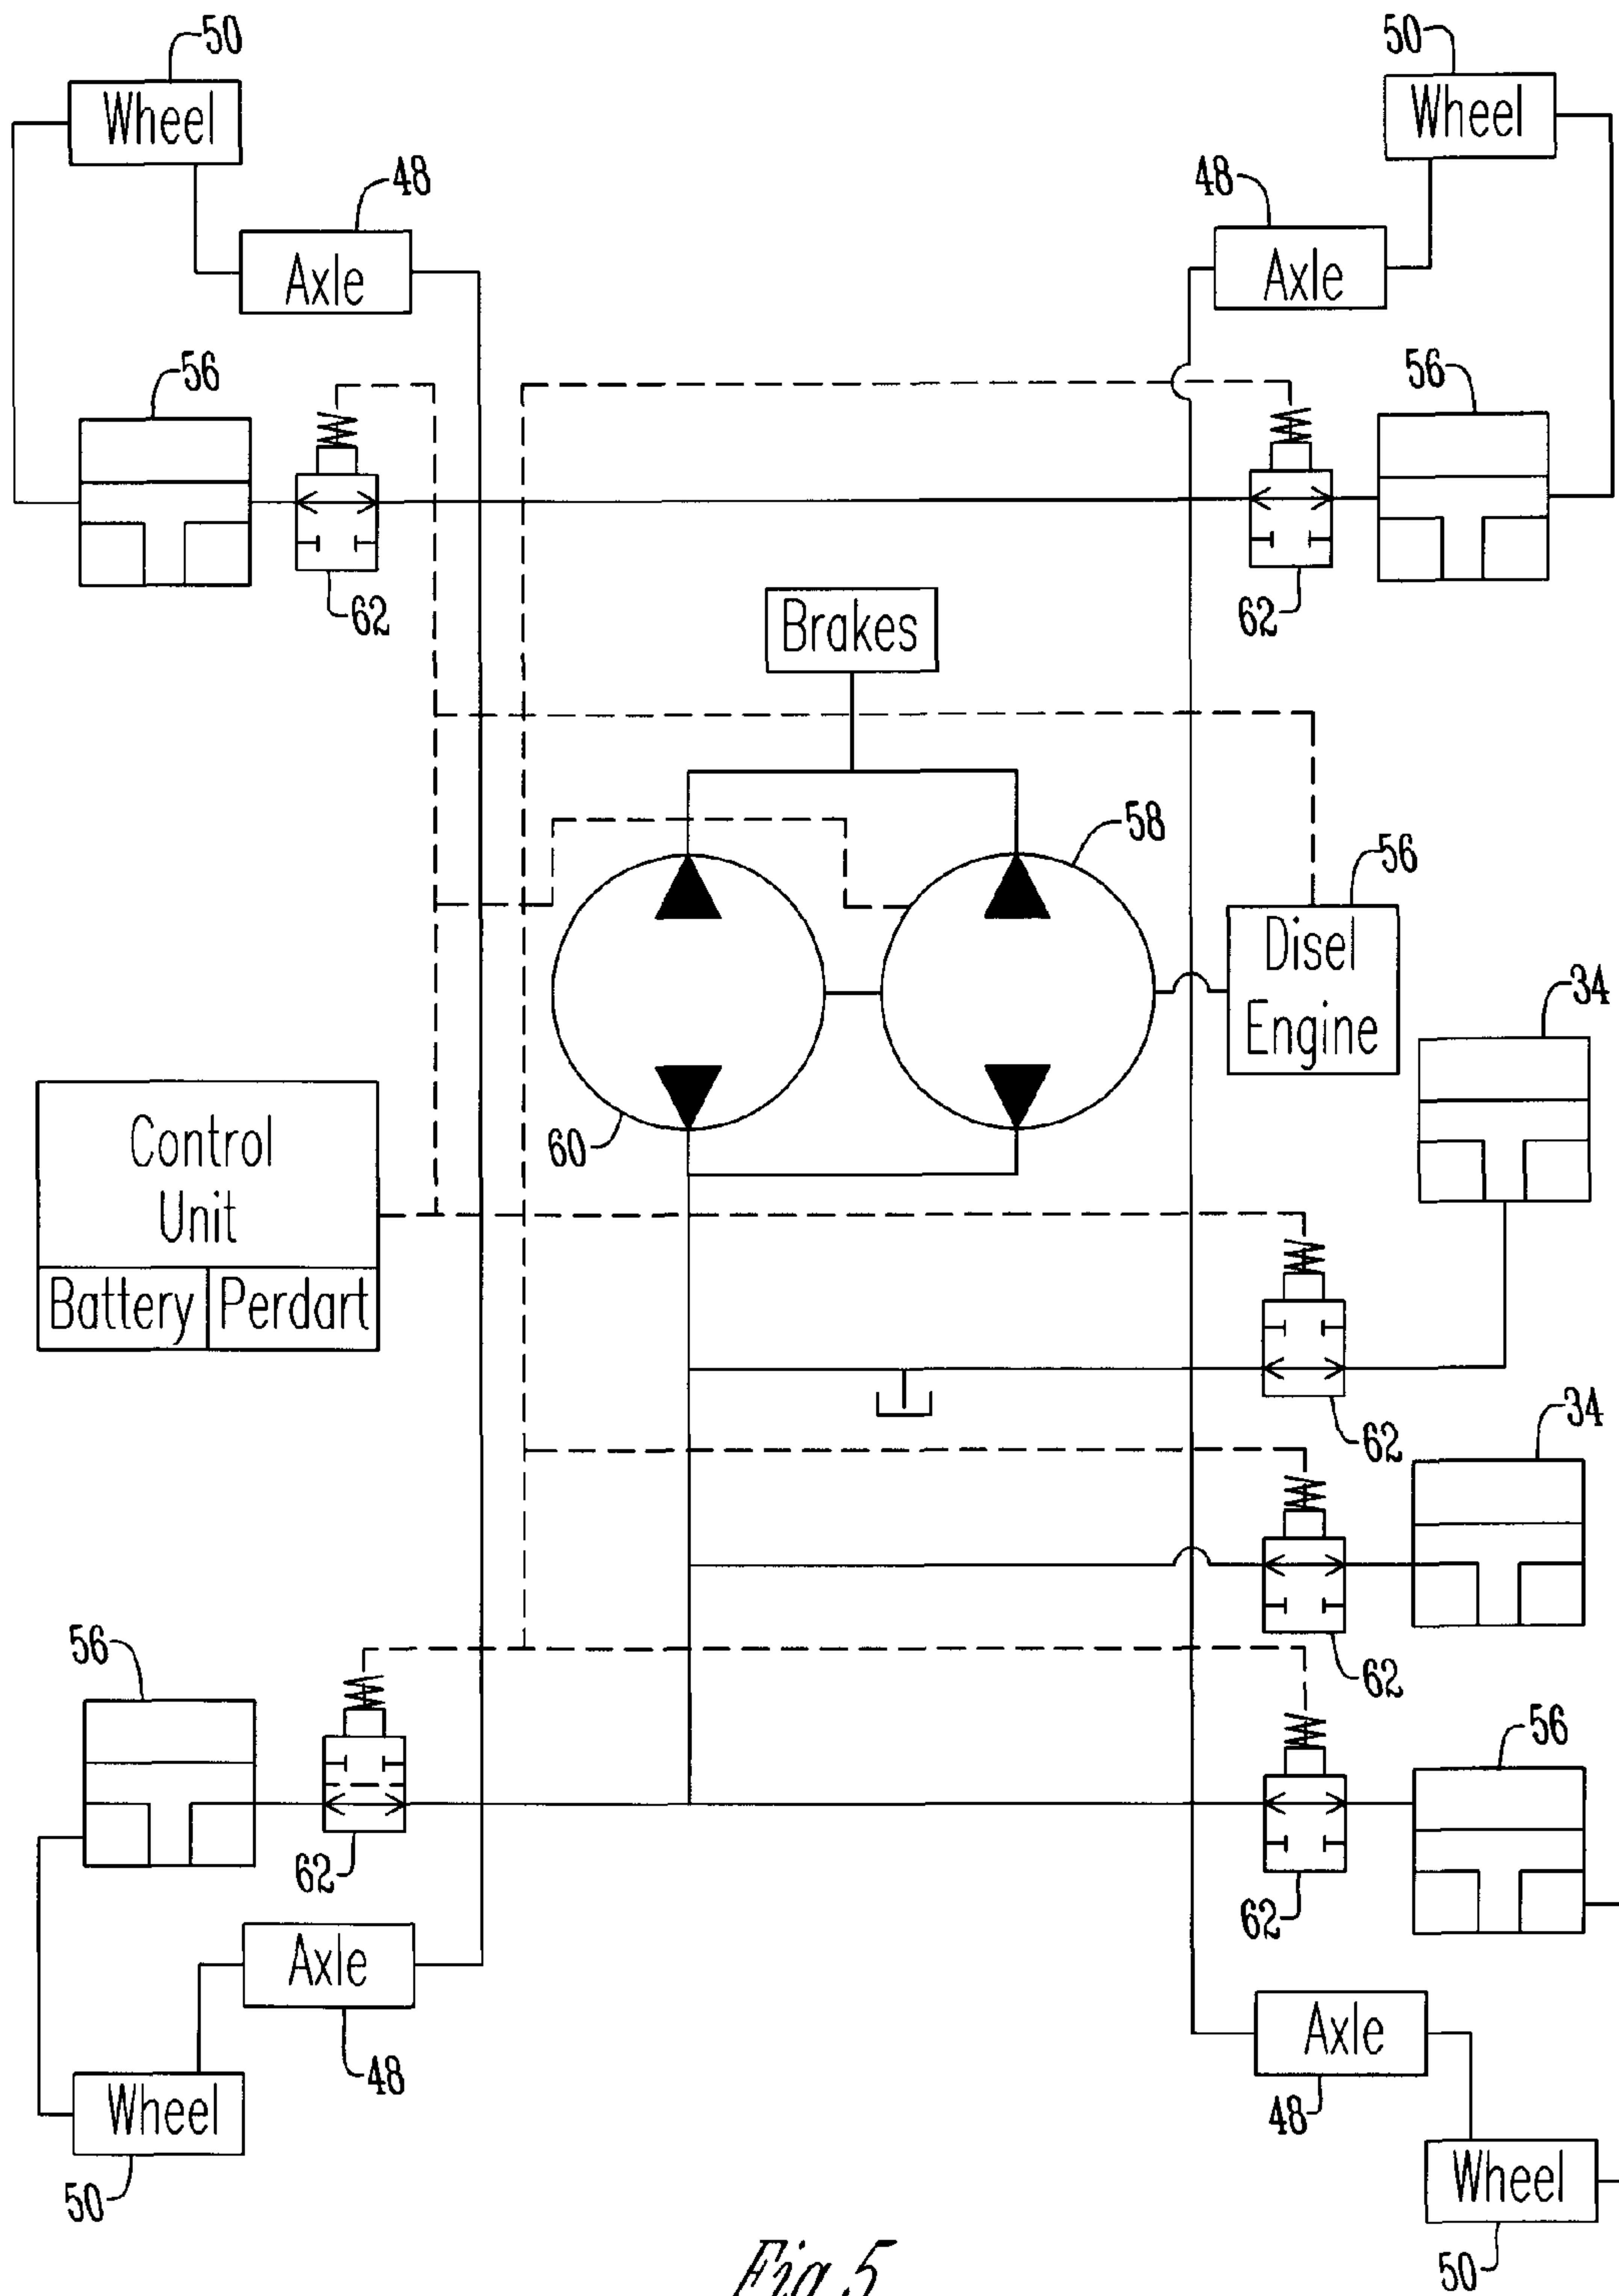 50
50
Wheel
Wheel
48
48
Axle
Axle
56
56
62
62
Brakes
58
56
Disel
Engine
34
60
Control
Unit
Battery
Perdart
62
34
62
56
56
62
62
Axle
48
Axle
48
Wheel
50
Wheel
50
Fig. 5